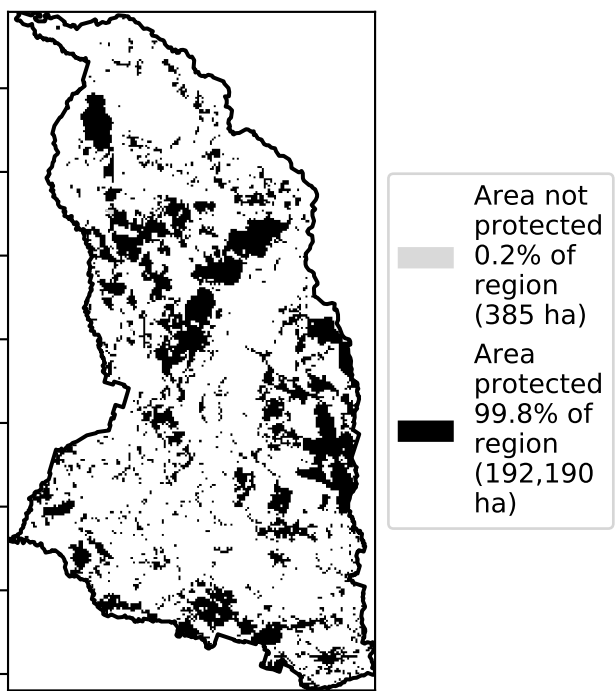 Area not
protected
0.2% of
region
(385 ha)
Area
protected
99.8% of
region
(192,190
ha)